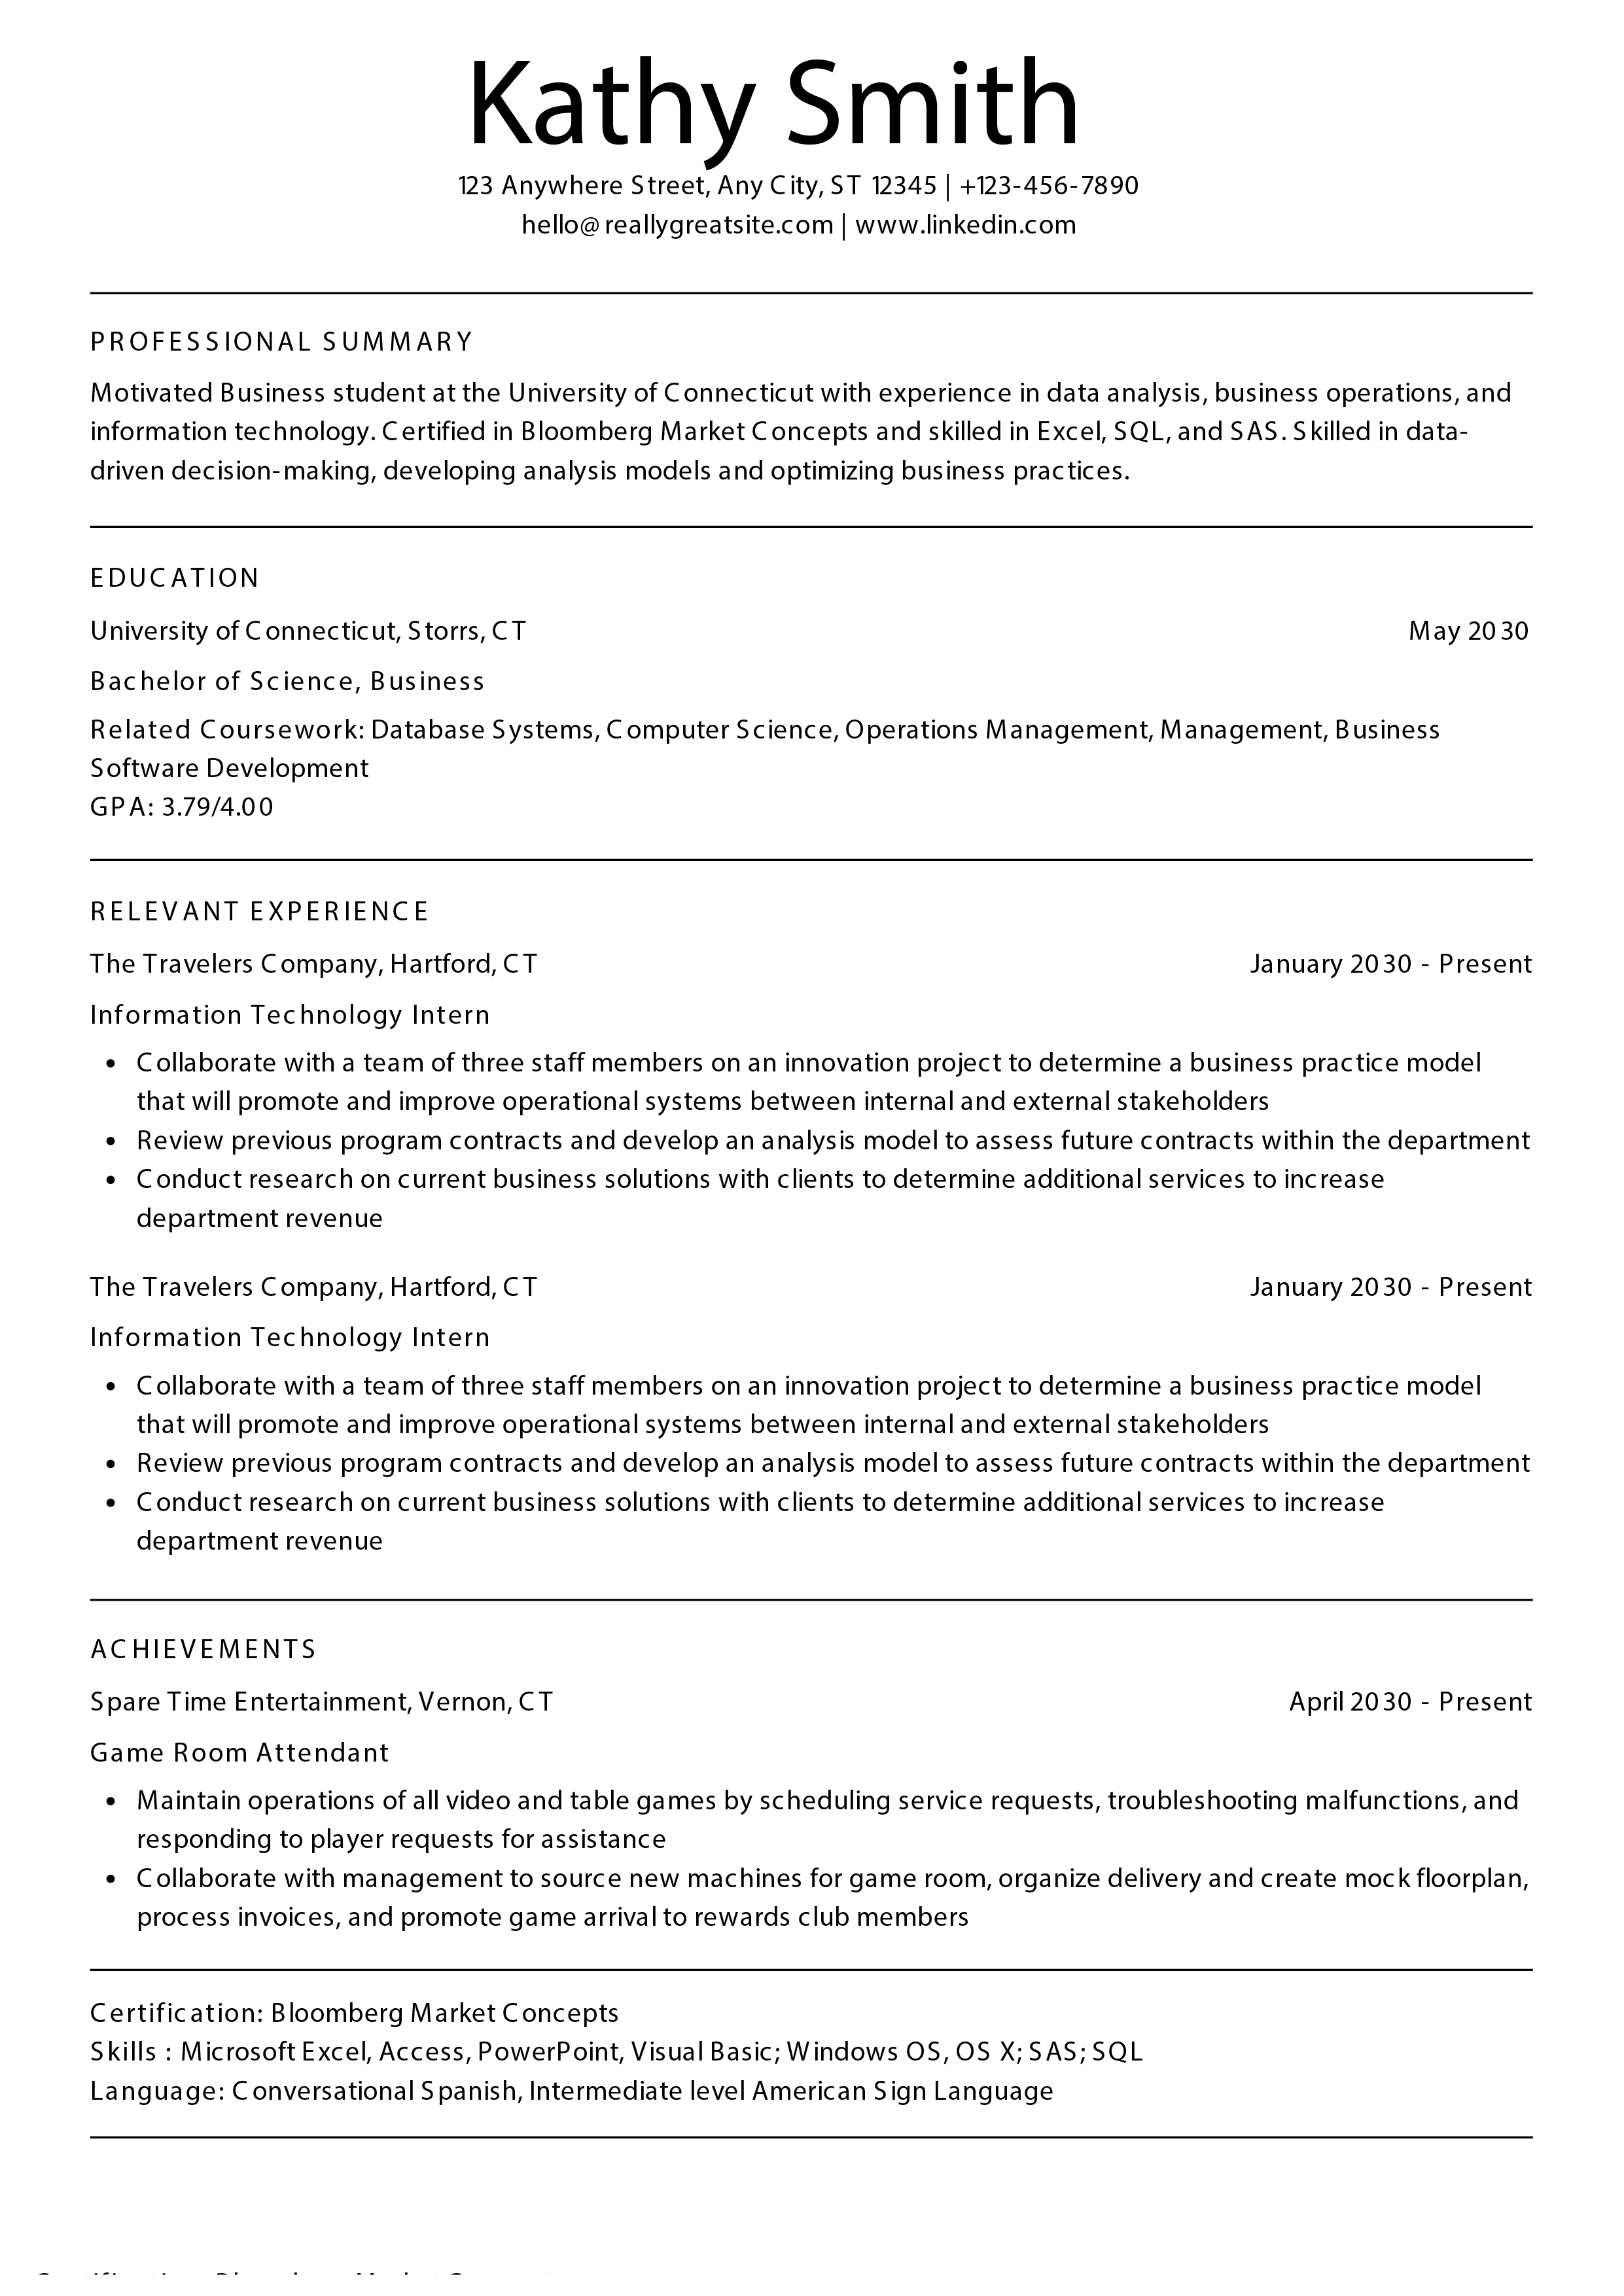 Kathy Smith
123 Anywhere Street, Any City, ST 12345 | +123-456-7890
hello@reallygreatsite.com | www.linkedin.com
PROFESSIONAL SUMMARY
Motivated Business student at the University of Connecticut with experience in data analysis, business operations, and
information technology. Certified in Bloomberg Market Concepts and skilled in Excel, SQL, and SAS. Skilled in data-
driven decision-making, developing analysis models and optimizing business practices.
EDUCATION
University of Connecticut, Storrs, CT May 2030
Bachelor of Science, Business
Related Coursework: Database Systems, Computer Science, Operations Management, Management, Business
Software Development
GPA: 3.79/4.00
RELEVANT EXPERIENCE
The Travelers Company, Hartford, CT January 2030 - Present
Information Technology Intern
• Collaborate with a team of three staff members on an innovation project to determine a business practice model
that will promote and improve operational systems between internal and external stakeholders
• Review previous program contracts and develop an analysis model to assess future contracts within the department
• Conduct research on current business solutions with clients to determine additional services to increase
department revenue
The Travelers Company, Hartford, CT January 2030 - Present
Information Technology Intern
• Collaborate with a team of three staff members on an innovation project to determine a business practice model
that will promote and improve operational systems between internal and external stakeholders
• Review previous program contracts and develop an analysis model to assess future contracts within the department
• Conduct research on current business solutions with clients to determine additional services to increase
department revenue
ACHIEVEMENTS
Spare Time Entertainment, Vernon, CT April 2030 - Present
Game Room Attendant
• Maintain operations of all video and table games by scheduling service requests, troubleshooting malfunctions, and
responding to player requests for assistance
• Collaborate with management to source new machines for game room, organize delivery and create mock floorplan,
process invoices, and promote game arrival to rewards club members
Certification: Bloomberg Market Concepts
Skills : Microsoft Excel, Access, PowerPoint, Visual Basic; Windows OS, OS X; SAS; SQL
Language: Conversational Spanish, Intermediate level American Sign Language